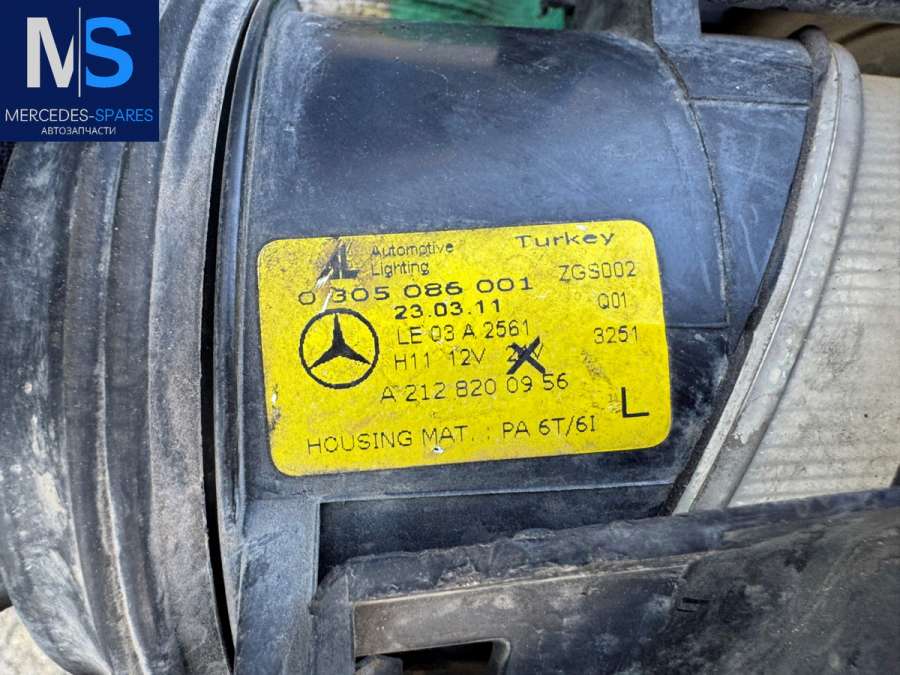 MS
MERCEDES-SPARES
АВТОЗАПЧАСТИ
AL Automotive Lighting Turkey
0 305 086 001 ZGS002
23.03.11 Q01
LE 03 A 2561 3251
H11 12V
A 212 820 09 56
L
HOUSING MAT. : PA 6T/6I